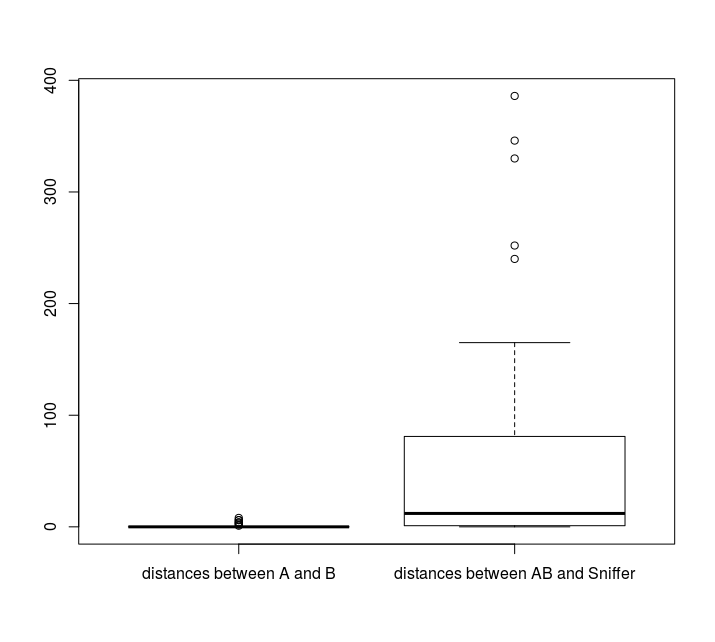 400
300
200
100
0
distances between A and B
distances between AB and Sniffer